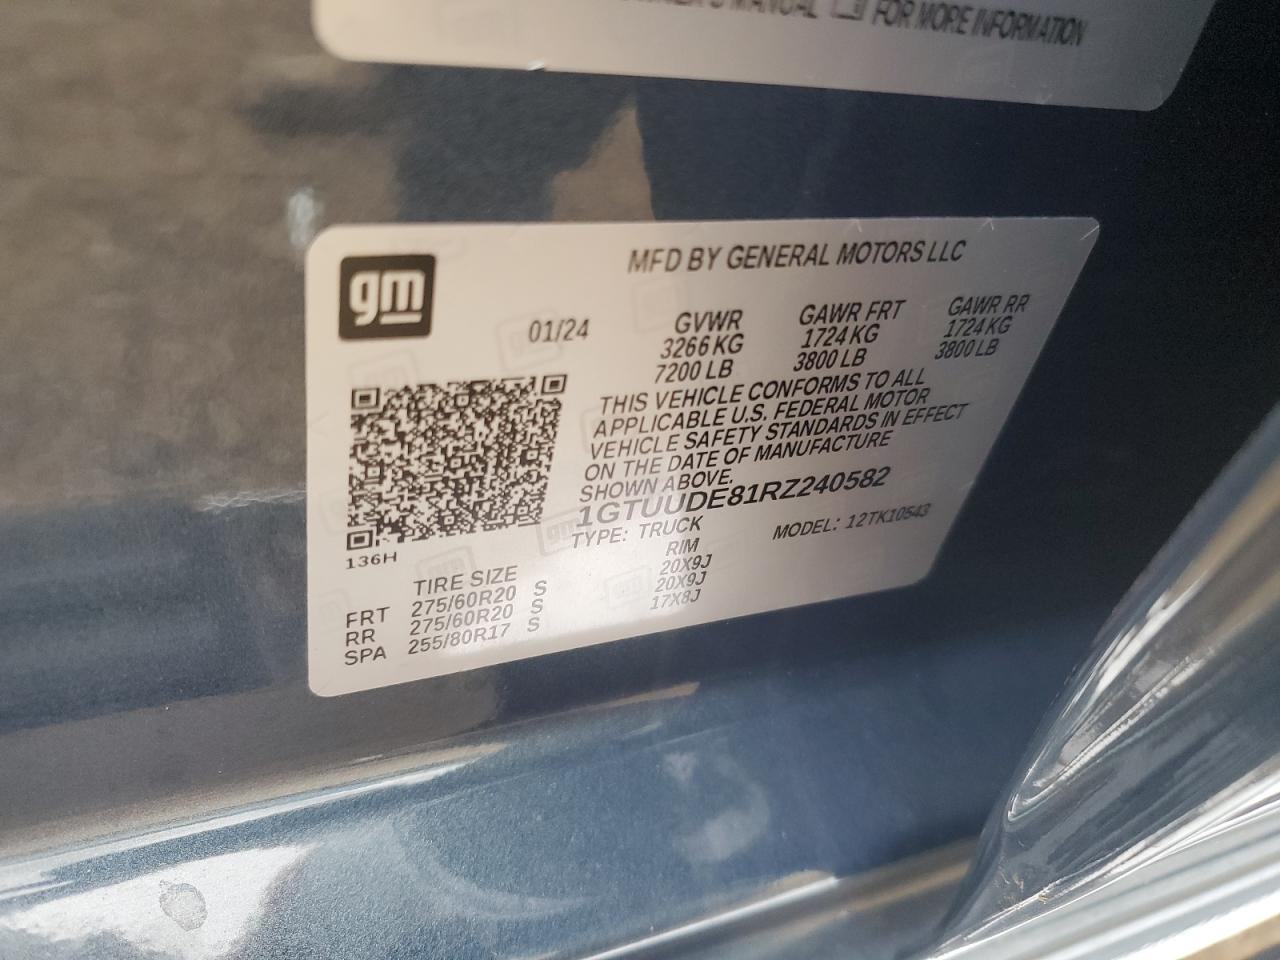 MANUAL FOR MORE INFORMATION
gm
MFD BY GENERAL MOTORS LLC
01/24
GVWR GAWR FRT GAWR RR
3266 KG 1724 KG 1724 KG
7200 LB 3800 LB 3800 LB
THIS VEHICLE CONFORMS TO ALL
APPLICABLE U.S. FEDERAL MOTOR
VEHICLE SAFETY STANDARDS IN EFFECT
ON THE DATE OF MANUFACTURE
SHOWN ABOVE.
1GTUUDE81RZ240582
TYPE: TRUCK MODEL: 12TK10543
136H
TIRE SIZE RIM
FRT 275/60R20 S 20X9J
RR 275/60R20 S 20X9J
SPA 255/80R17 S 17X8J